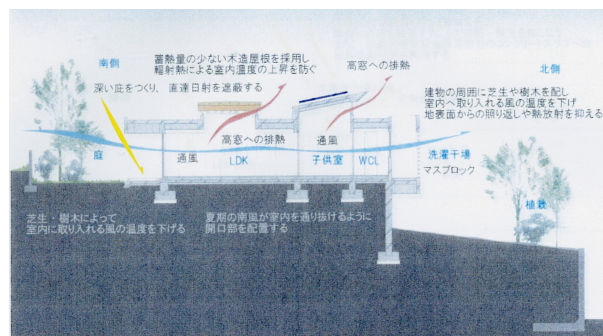 南側
蓄熱量の少ない木造屋根を採用し
輻射熱による室内温度の上昇を防ぐ
高窓への排熱
北側
深い庇をつくり、直達日射を遮蔽する
建物の周囲に芝生や樹木を配し
室内へ取り入れる風の温度を下げ
地表面からの照り返しや熱放射を抑える
高窓への排熱
通風
庭
通風
LDK
子供室
WCL
洗濯干場
マスブロック
植栽
芝生・樹木によって
室内に取り入れる風の温度を下げる
夏期の南風が室内を通り抜けるように
開口部を配置する